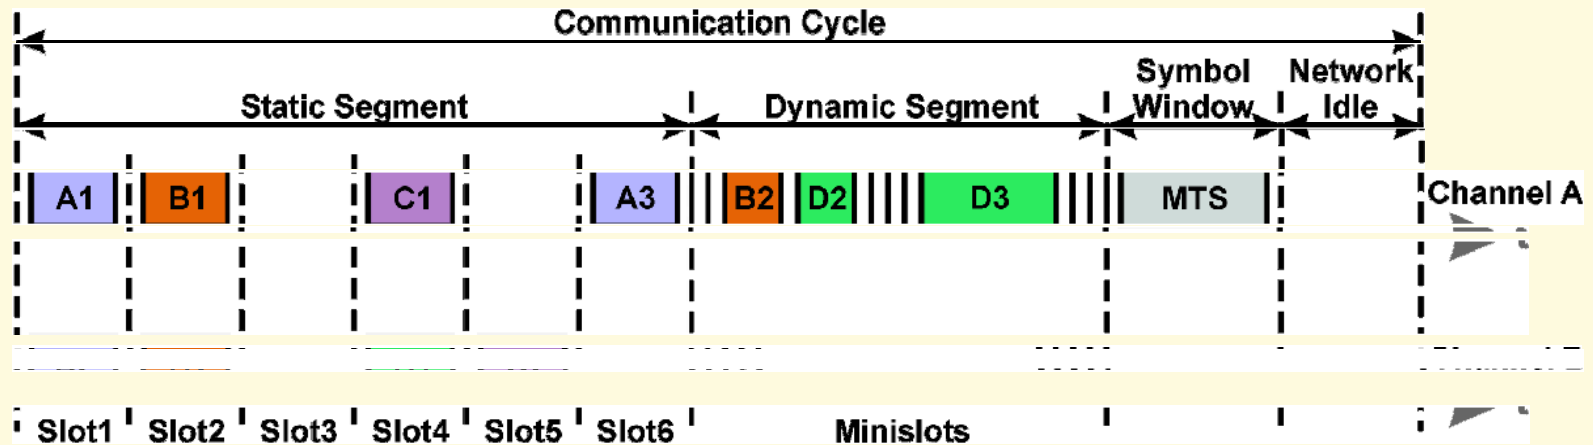 Communication Cycle
Static Segment
Dynamic Segment
Symbol Window
Network Idle
A1 B1 C1 A3 B2 D2 D3 MTS Channel A
Slot1 Slot2 Slot3 Slot4 Slot5 Slot6 Minislots